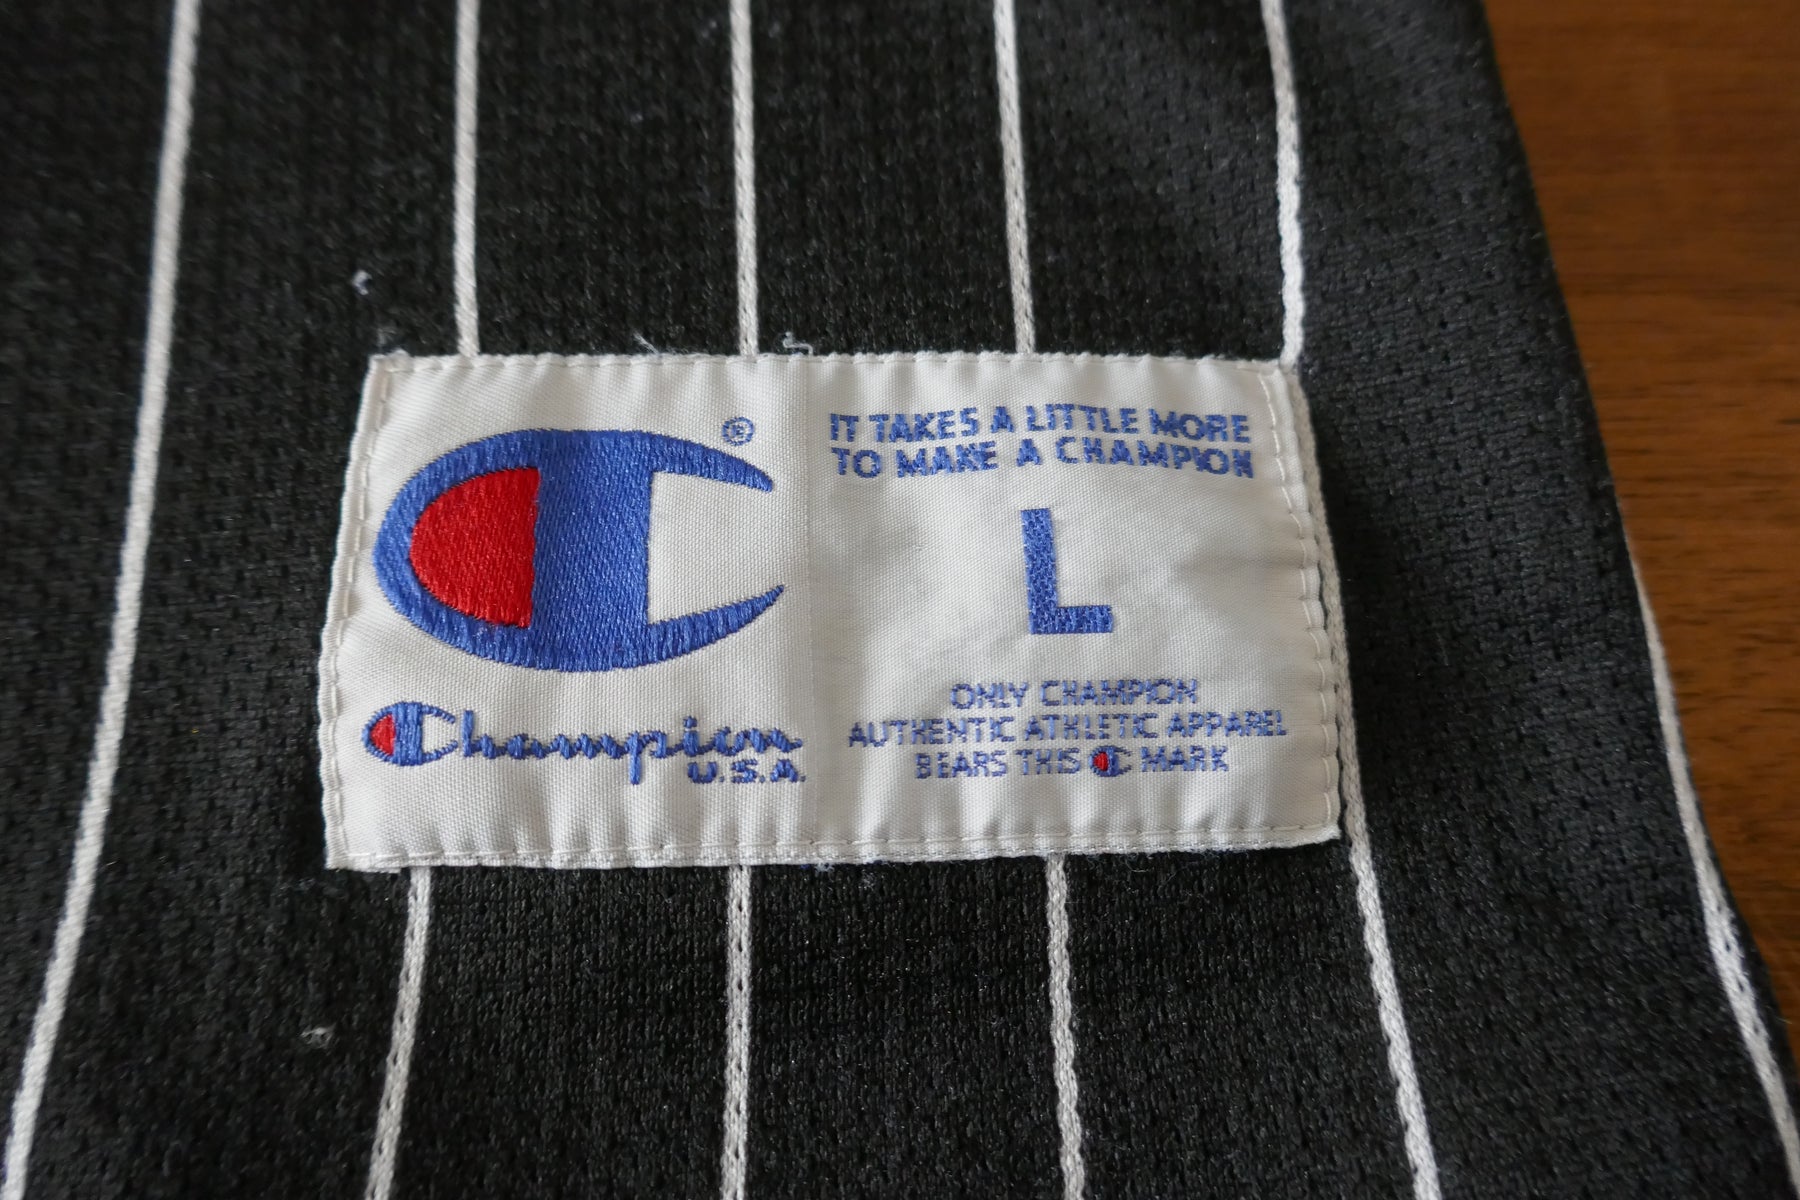 ®
Champion
U.S.A.
IT TAKES A LITTLE MORE
TO MAKE A CHAMPION
L
ONLY CHAMPION
AUTHENTIC ATHLETIC APPAREL
BEARS THIS C MARK